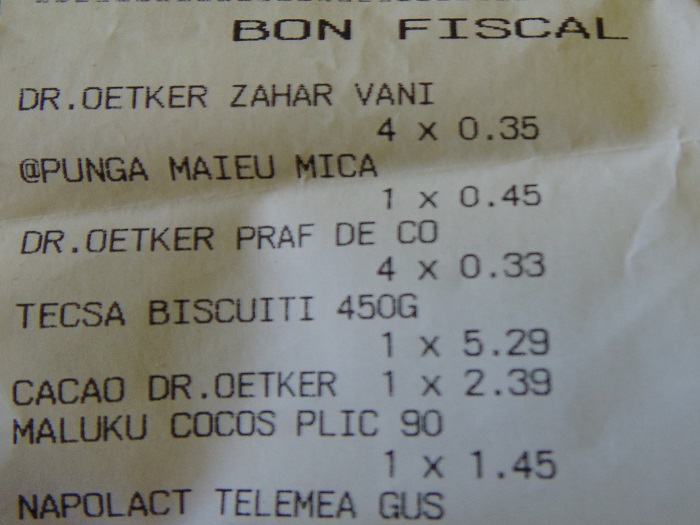 BON FISCAL
DR.OETKER ZAHAR VANI
4 x 0.35
@PUNGA MAIEU MICA
1 x 0.45
DR.OETKER PRAF DE CO
4 x 0.33
TECSA BISCUITI 450G
1 x 5.29
CACAO DR.OETKER 1 x 2.39
MALUKU COCOS PLIC 90
1 x 1.45
NAPOLACT TELEMEA GUS